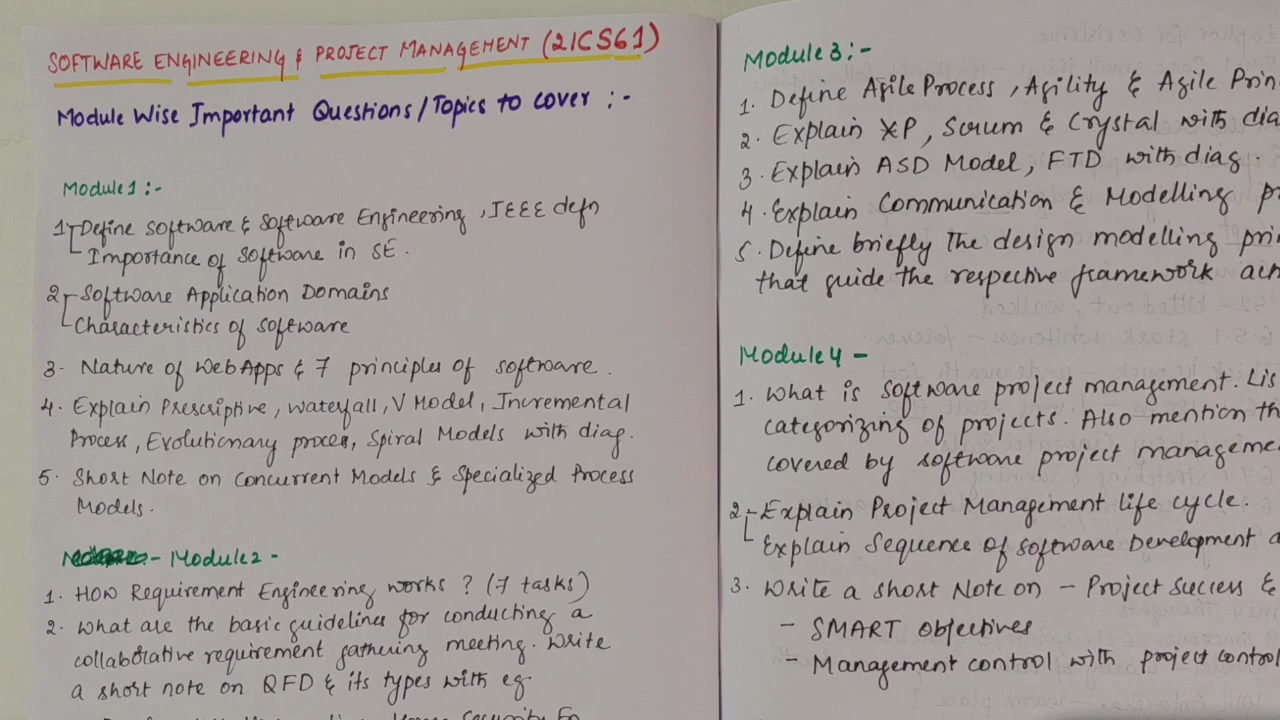 SOFTWARE ENGINEERING & PROJECT MANAGEMENT (21CS61)
Module Wise Important Questions/Topics to cover :-
Module 1 :-
1 Define software & Software Engineering, IEEE defn
Importance of Software in SE.
2 Software Application Domains
Characteristics of software
3- Nature of WebApps & 7 principles of software.
4. Explain Prescriptive, Waterfall, V Model, Incremental
Process, Evolutionary proces, Spiral Models with diag.
5. Short Note on Concurrent Models & Specialized Process
Models.
- Module 2 -
1. How Requirement Engineering works ? (7 tasks)
2. What are the basic guidelines for conducting a
collaborative requirement gathering meeting. Write
a short note on QFD & its types with eg.
Module 3 :-
1. Define Agile Process, Agility & Agile Prin
2. Explain XP, Scrum & Crystal with dia
3. Explain ASD Model, FTD with diag.
4. Explain Communication & Modelling pr
5. Define briefly the design modelling prin
that guide the respective framework
Module 4 -
1. What is software project management. Lis
categorizing of projects. Also mention th
covered by software project manageme
2 - Explain Project Management life cycle.
Explain Sequence of software Development a
3. Write a short Note on - Project Success &
- SMART Objectives
- Management control with project control